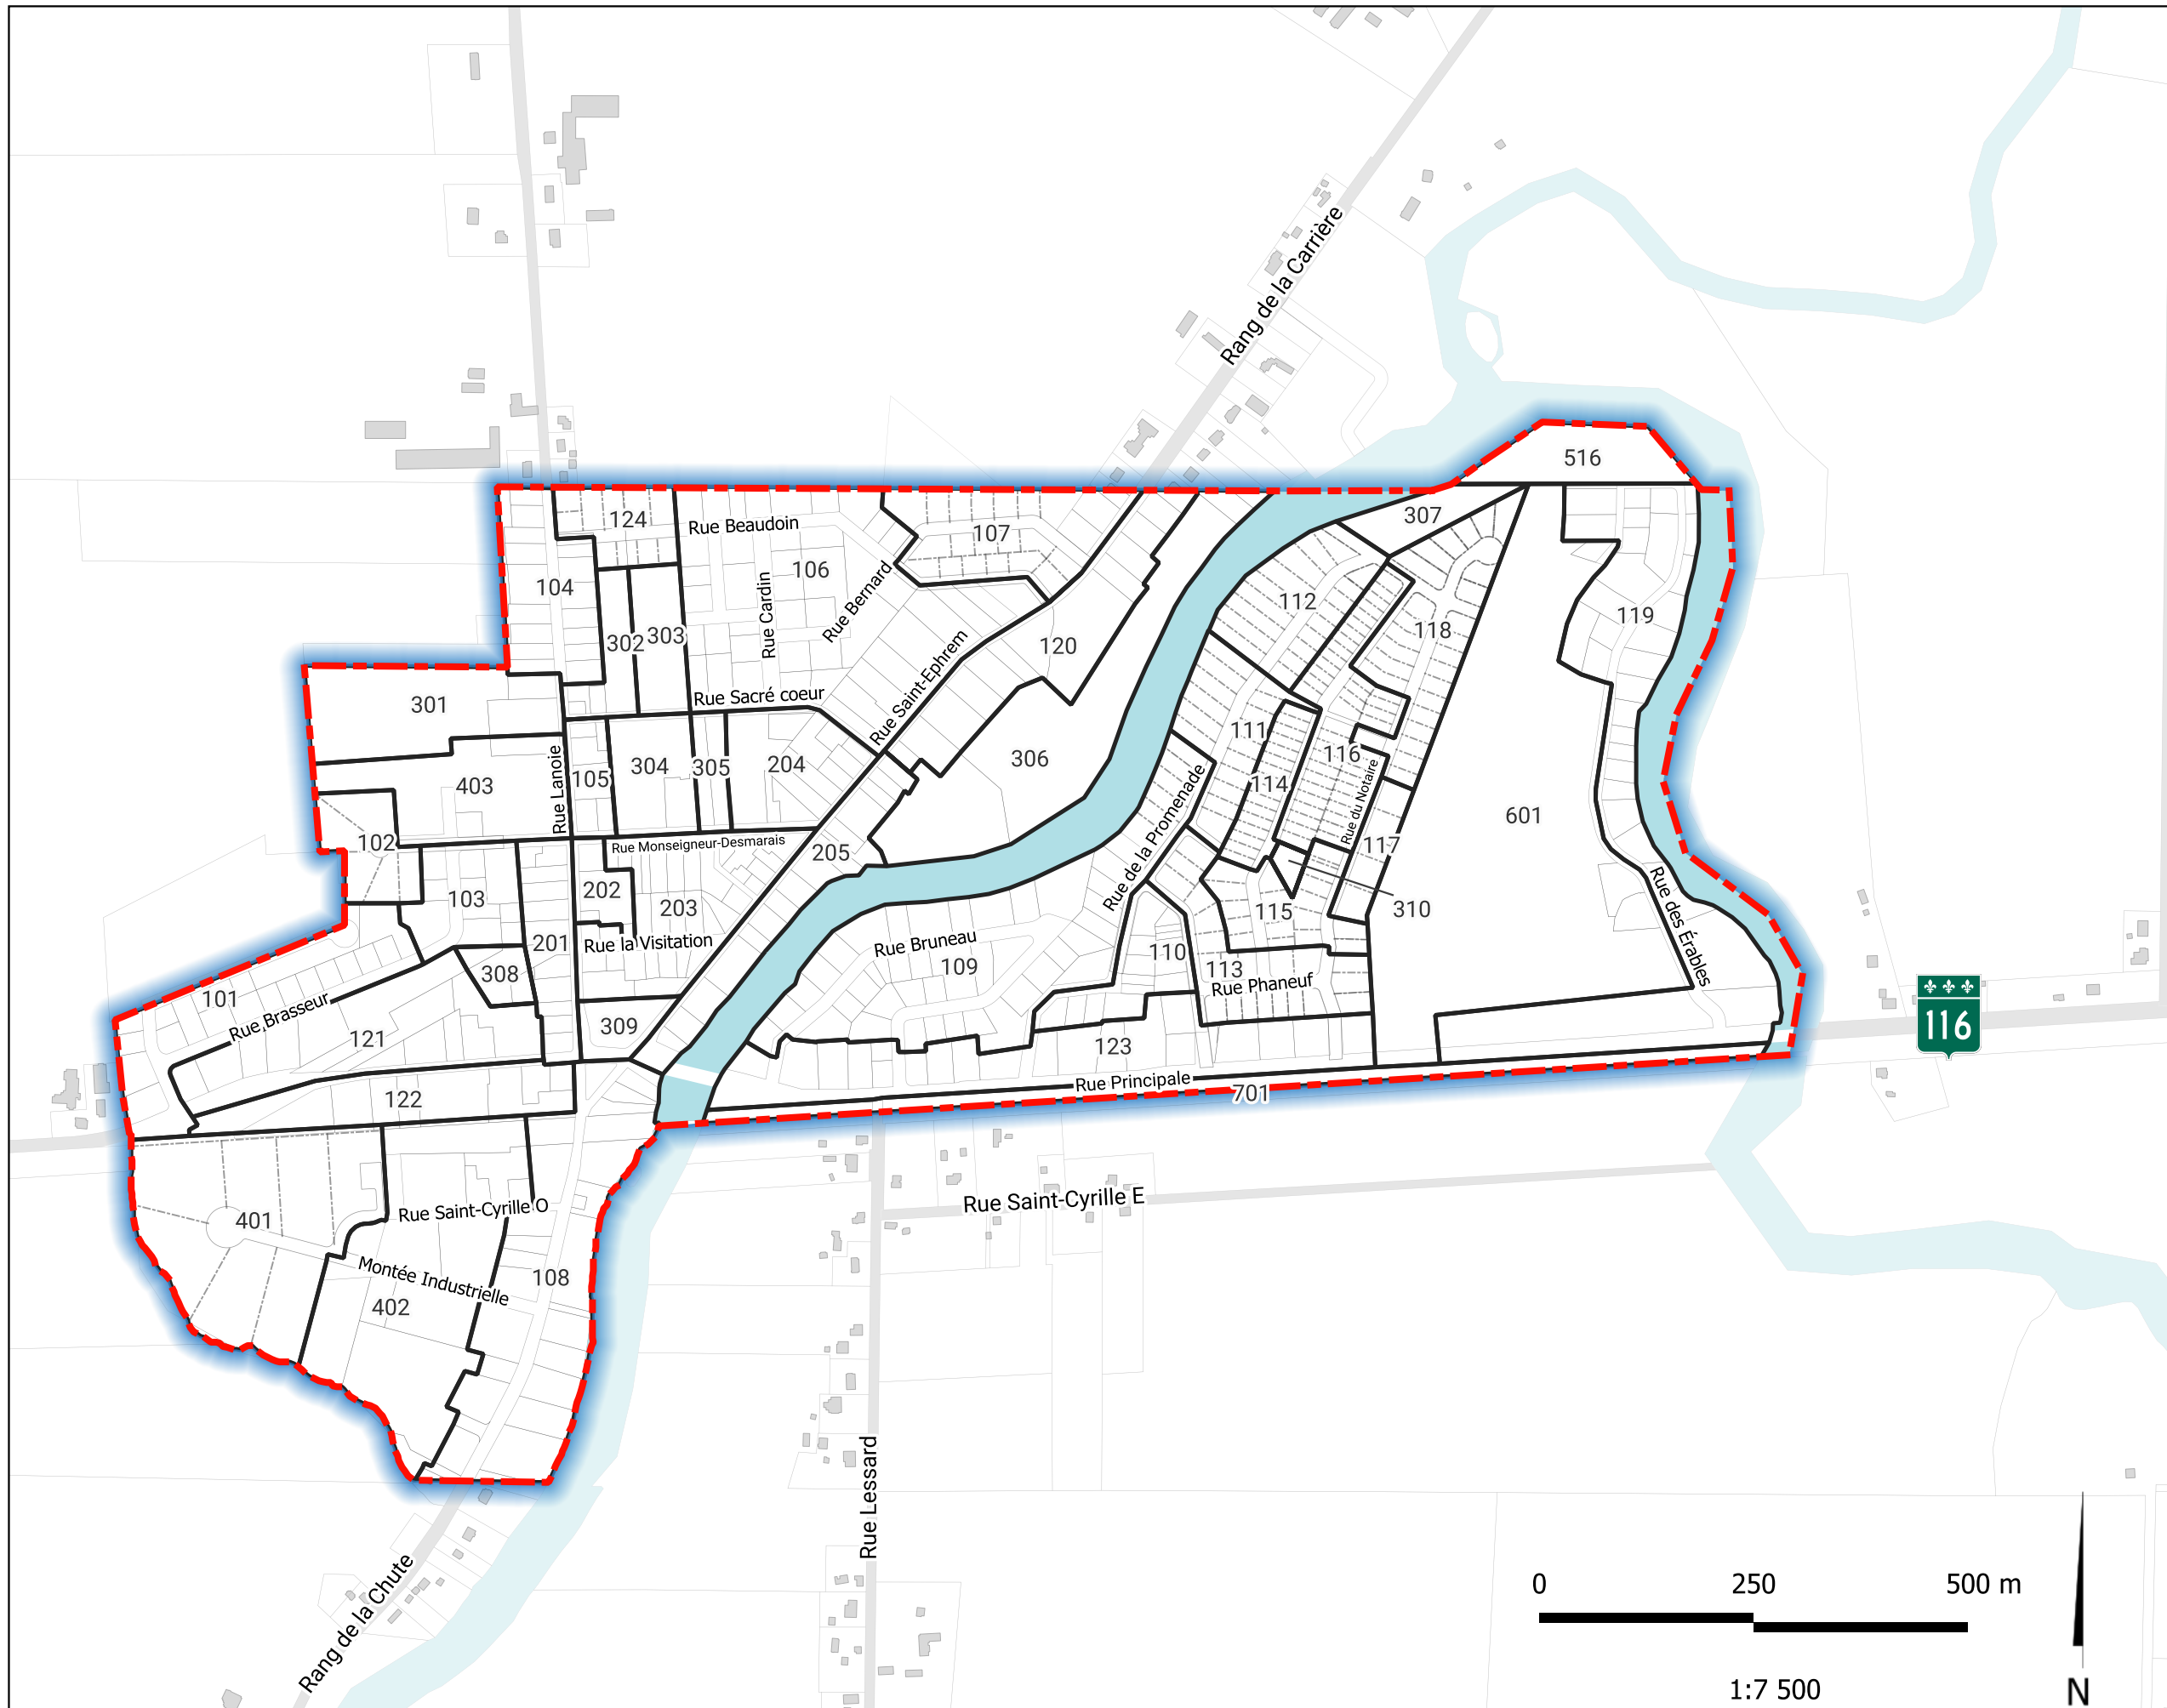 Rang de la Carrière
516
307
124
Rue Beaudoin
107
104
106
Rue Cardin
Rue Bernard
112
118
119
302
303
120
Rue Saint-Ephrem
Rue Sacré coeur
301
111
116
306
105
304
305
204
114
Rue Lanoie
403
Rue de la Promenade
Rue du Notaire
601
102
Rue Monseigneur-Desmarais
205
117
202
103
203
115
310
Rue des Érables
201
Rue la Visitation
Rue Bruneau
109
110
113
308
Rue Phaneuf
101
Rue Brasseur
121
309
123
116
122
Rue Principale
701
401
Rue Saint-Cyrille O
Rue Saint-Cyrille E
Montée Industrielle
108
402
Rue Lessard
Rang de la Chute
0 250 500 m
1:7 500
N